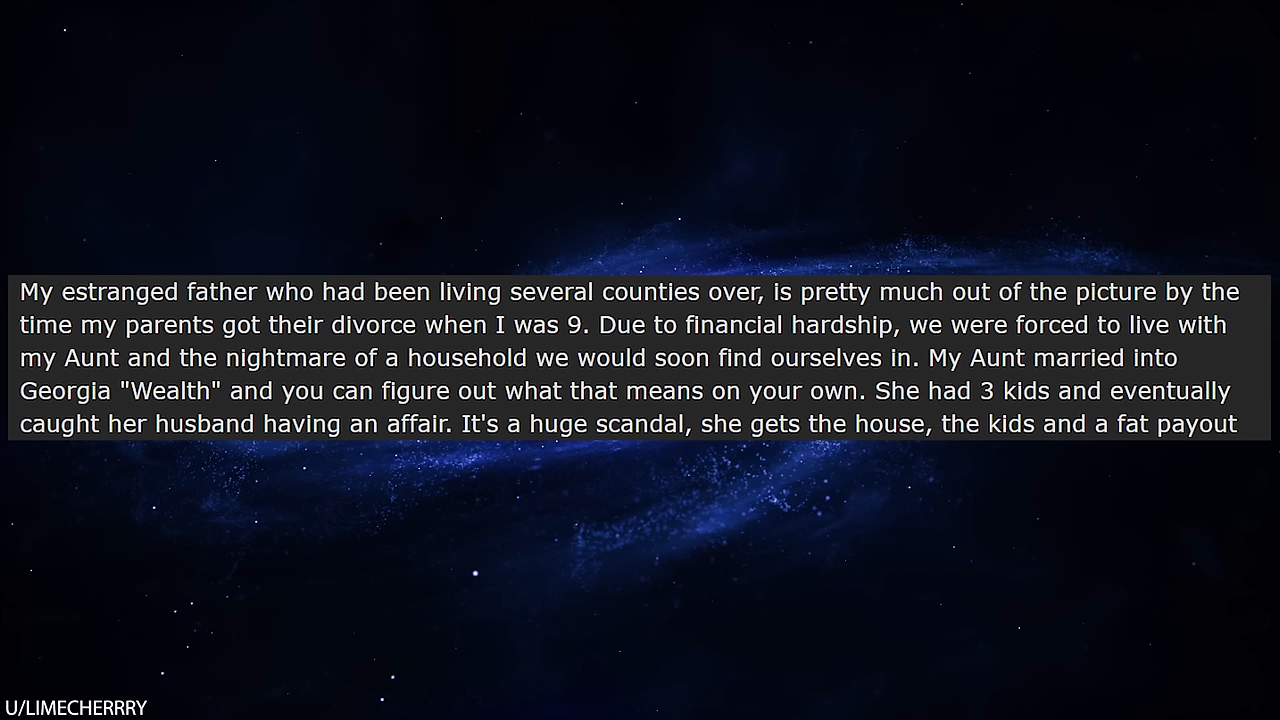 My estranged father who had been living several counties over, is pretty much out of the picture by the
time my parents got their divorce when I was 9. Due to financial hardship, we were forced to live with
my Aunt and the nightmare of a household we would soon find ourselves in. My Aunt married into
Georgia "Wealth" and you can figure out what that means on your own. She had 3 kids and eventually
caught her husband having an affair. It's a huge scandal, she gets the house, the kids and a fat payout
U/LIMECHERRRY